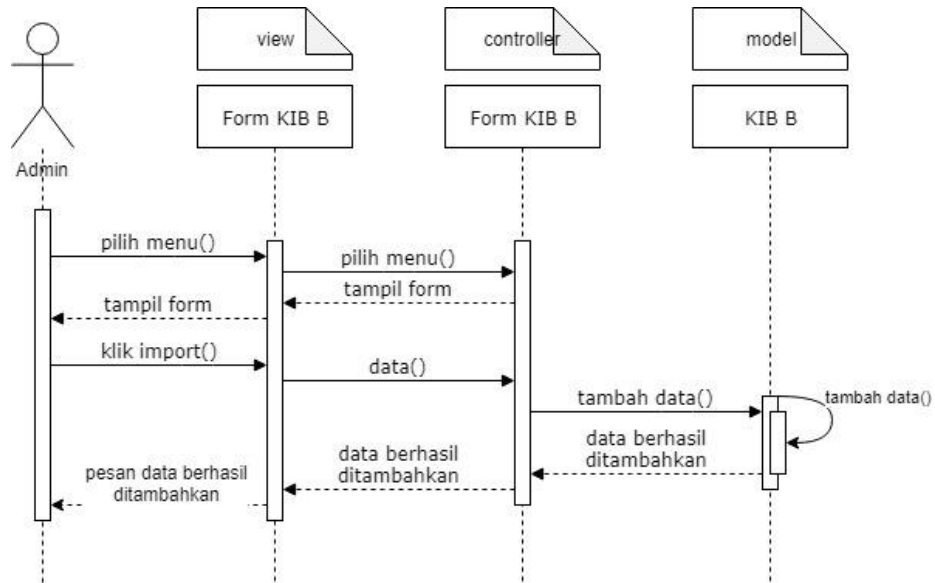 view
controller
model
Form KIB B
Form KIB B
KIB B
Admin
pilih menu()
pilih menu()
tampil form
tampil form
klik import()
data()
tambah data()
tambah data()
data berhasil
ditambahkan
data berhasil
ditambahkan
pesan data berhasil
ditambahkan